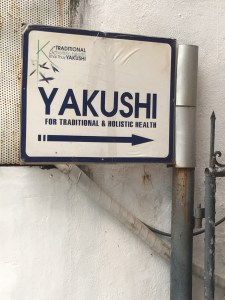 TRADITIONAL
YAKUSHI
YAKUSHI
FOR TRADITIONAL & HOLISTIC HEALTH